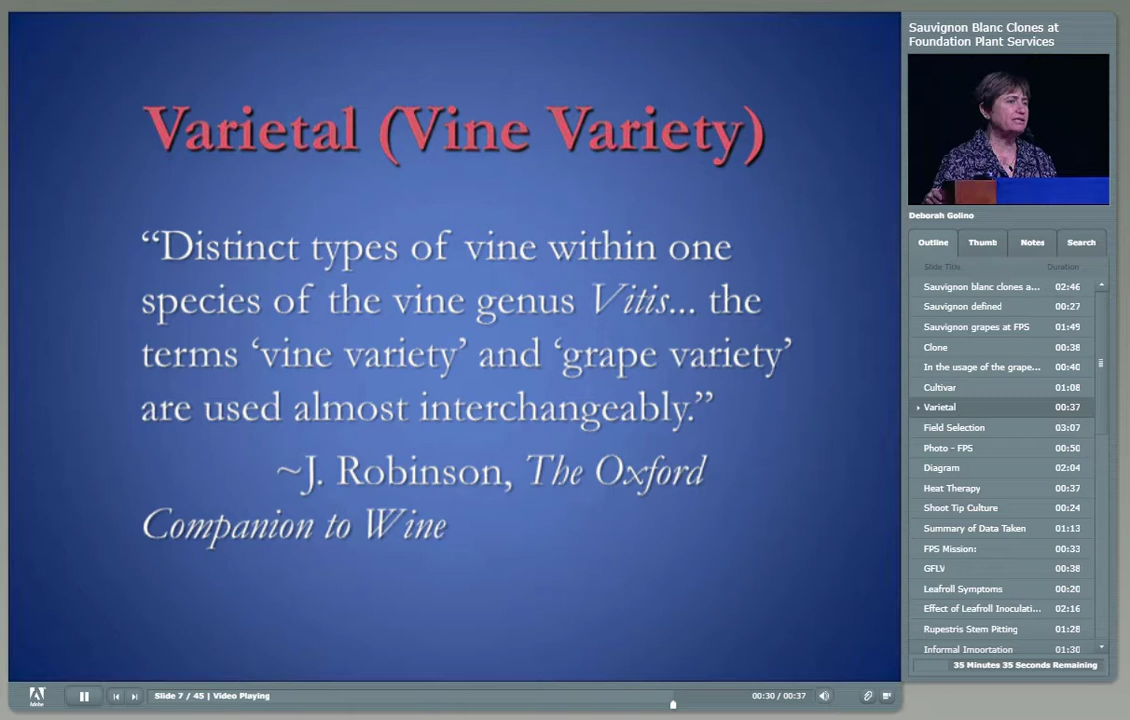 Varietal (Vine Variety)
“Distinct types of vine within one
species of the vine genus Vitis... the
terms ‘vine variety’ and ‘grape variety’
are used almost interchangeably.”
~J. Robinson, The Oxford
Companion to Wine
Sauvignon Blanc Clones at
Foundation Plant Services
Deborah Golino
Outline Thumb Notes Search
Slide Title Duration
Sauvignon blanc clones a... 02:46
Sauvignon defined 00:27
Sauvignon grapes at FPS 01:49
Clone 00:38
In the usage of the grape... 00:40
Cultivar 01:08
Varietal 00:37
Field Selection 03:07
Photo - FPS 00:50
Diagram 02:04
Heat Therapy 00:37
Shoot Tip Culture 00:24
Summary of Data Taken 01:13
FPS Mission: 00:33
GFLV 00:38
Leafroll Symptoms 00:20
Effect of Leafroll Inoculati... 02:16
Rupestris Stem Pitting 01:28
Informal Importation 01:30
35 Minutes 35 Seconds Remaining
Adobe
Slide 7 / 45 | Video Playing
00:30 / 00:37